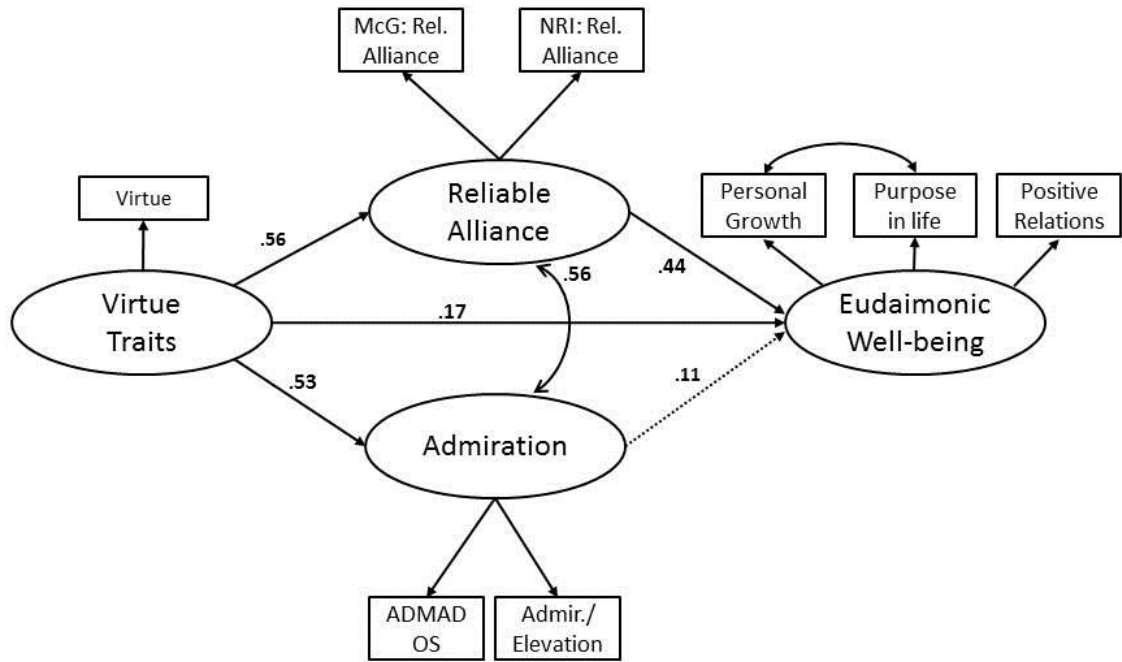 McG: Rel.
Alliance
NRI: Rel.
Alliance
Virtue
Reliable
Alliance
Personal
Growth
Purpose
in life
Positive
Relations
.56
.56
.44
Virtue
Traits
.17
Eudaimonic
Well-being
.53
.11
Admiration
ADMAD
OS
Admir./
Elevation